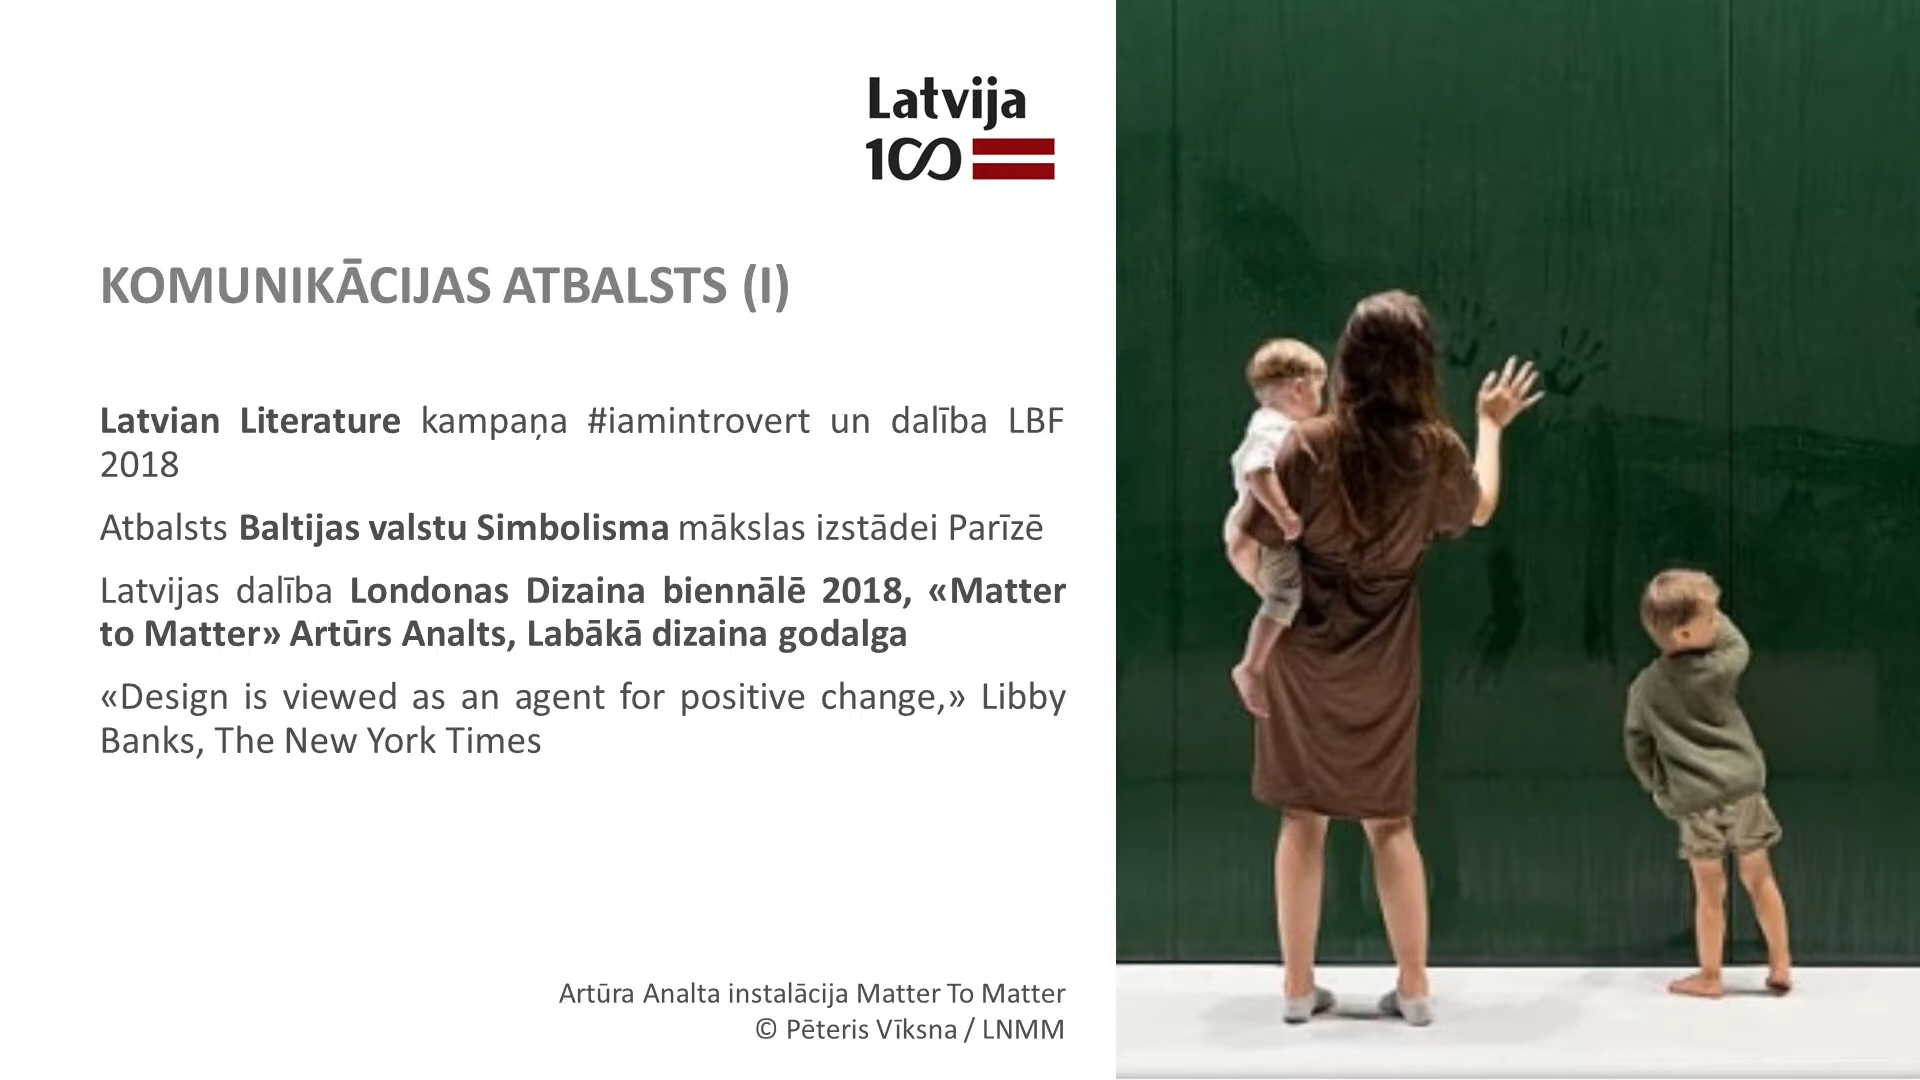 Latvija
100
KOMUNIKĀCIJAS ATBALSTS (I)
Latvian Literature kampaņa #iamintrovert un dalība LBF
2018
Atbalsts Baltijas valstu Simbolisma mākslas izstādei Parīzē
Latvijas dalība Londonas Dizaina biennālē 2018, «Matter
to Matter» Artūrs Analts, Labākā dizaina godalga
«Design is viewed as an agent for positive change,» Libby
Banks, The New York Times
Artūra Analta instalācija Matter To Matter
© Pēteris Vīksna / LNMM